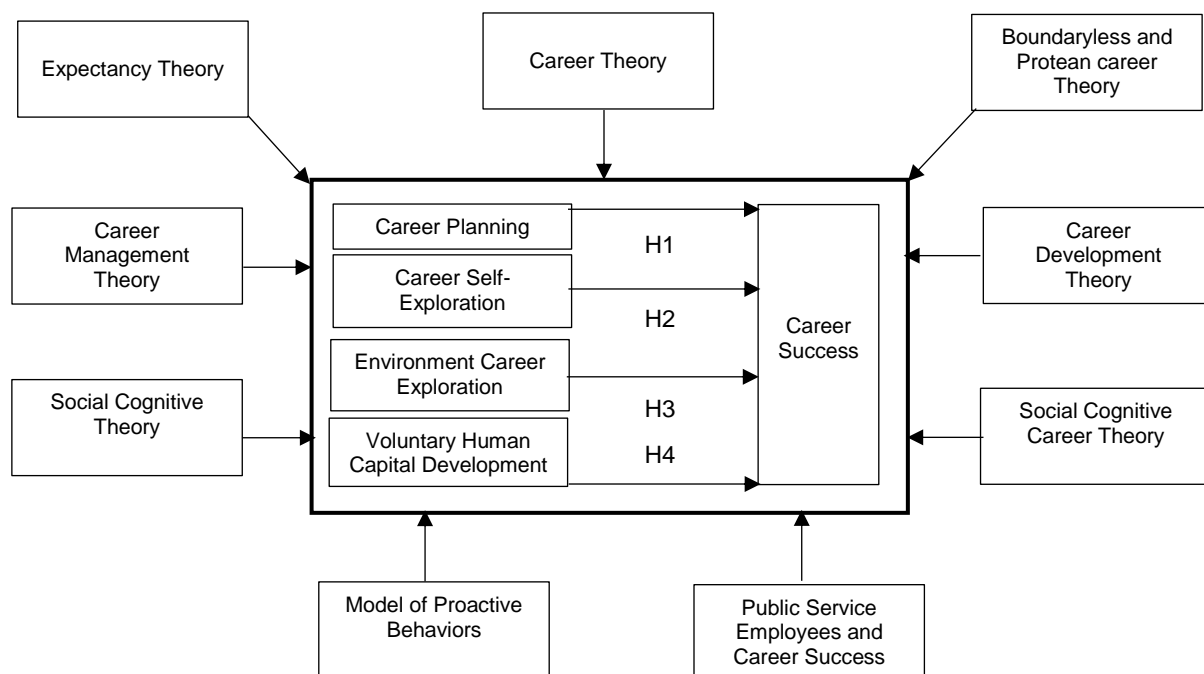 Expectancy Theory
Career Theory
Boundaryless and
Protean career
Theory
Career
Management
Theory
Social Cognitive
Theory
Career Planning
Career Self-
Exploration
Environment Career
Exploration
Voluntary Human
Capital Development
H1
H2
H3
H4
Career
Success
Career
Development
Theory
Social Cognitive
Career Theory
Model of Proactive
Behaviors
Public Service
Employees and
Career Success